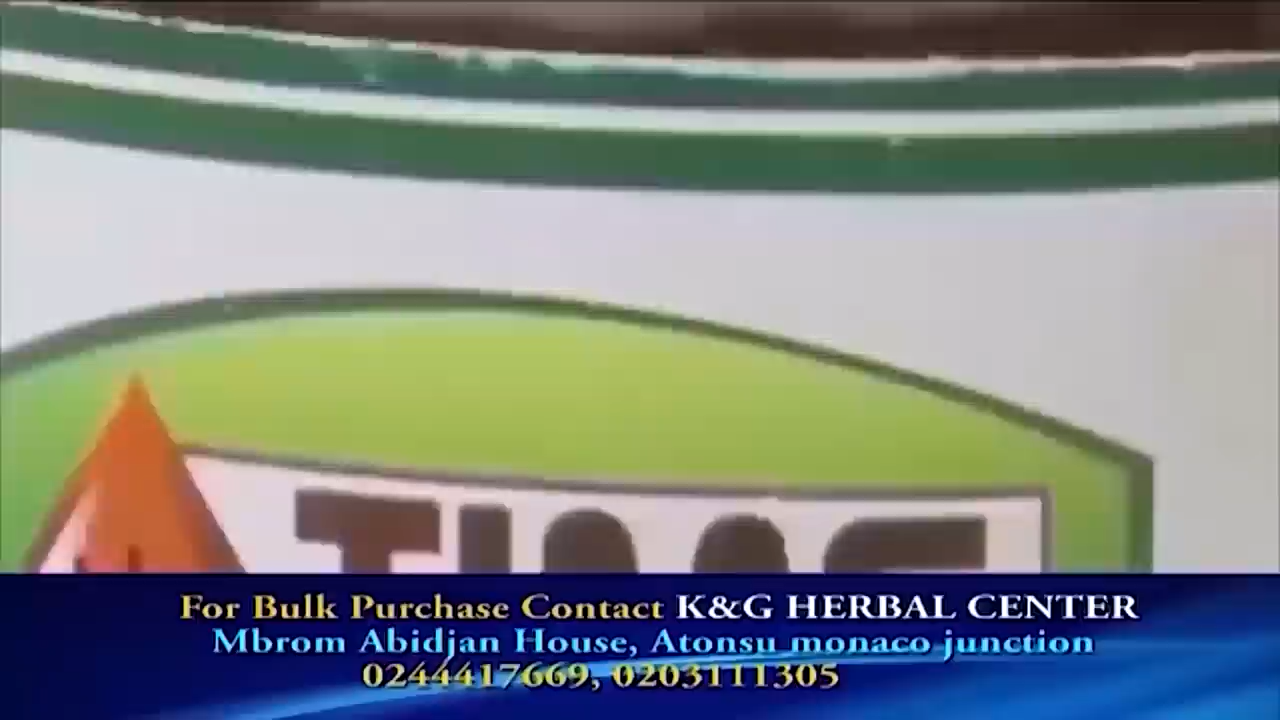 For Bulk Purchase Contact K&G HERBAL CENTER
Mbrom Abidjan House, Atonsu monaco junction
0244417669, 0203111305